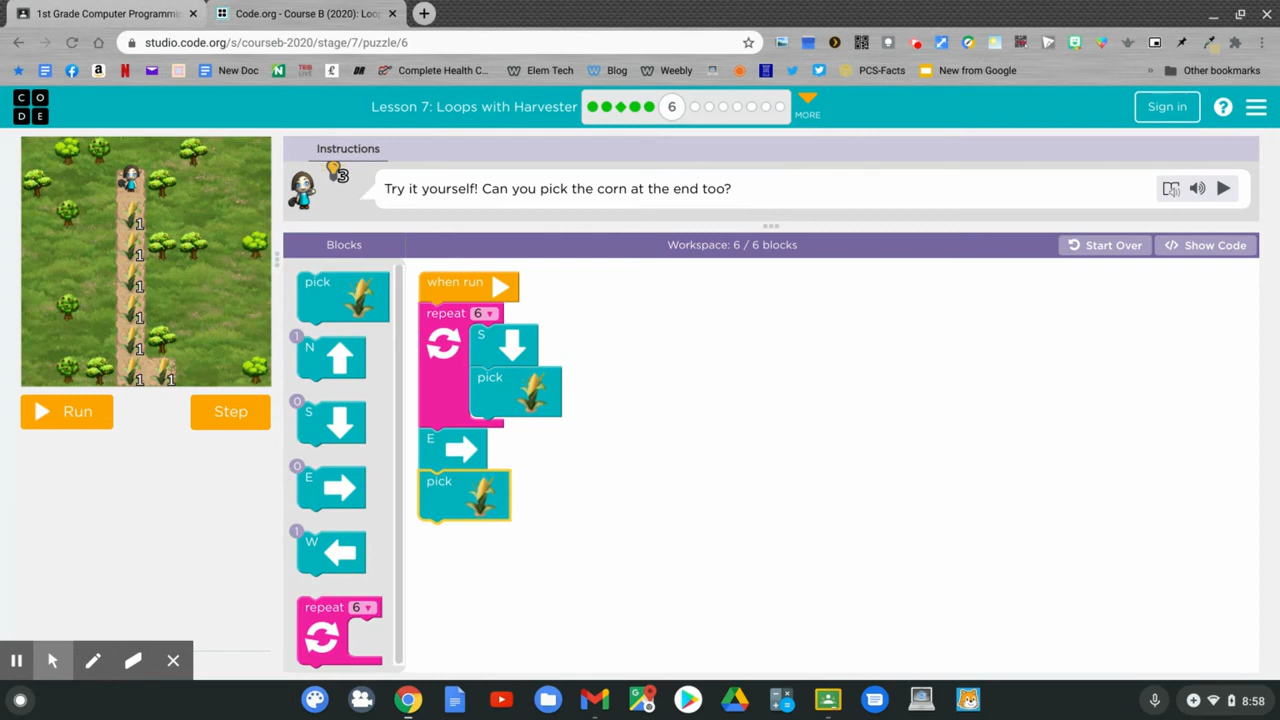 1st Grade Computer Programmin
Code.org - Course B (2020): Loo
studio.code.org/s/courseb-2020/stage/7/puzzle/6
New Doc
Complete Health C...
Elem Tech
Blog
Weebly
PCS-Facts
New from Google
Other bookmarks
CODE
Lesson 7: Loops with Harvester
6
MORE
Sign in
?
Instructions
3
Try it yourself! Can you pick the corn at the end too?
Blocks
Workspace: 6 / 6 blocks
Start Over
Show Code
1
1
1
1
1
1
1
Run
Step
pick
1
N
0
S
0
E
1
W
repeat 6
when run
repeat 6
S
pick
E
pick
8:58